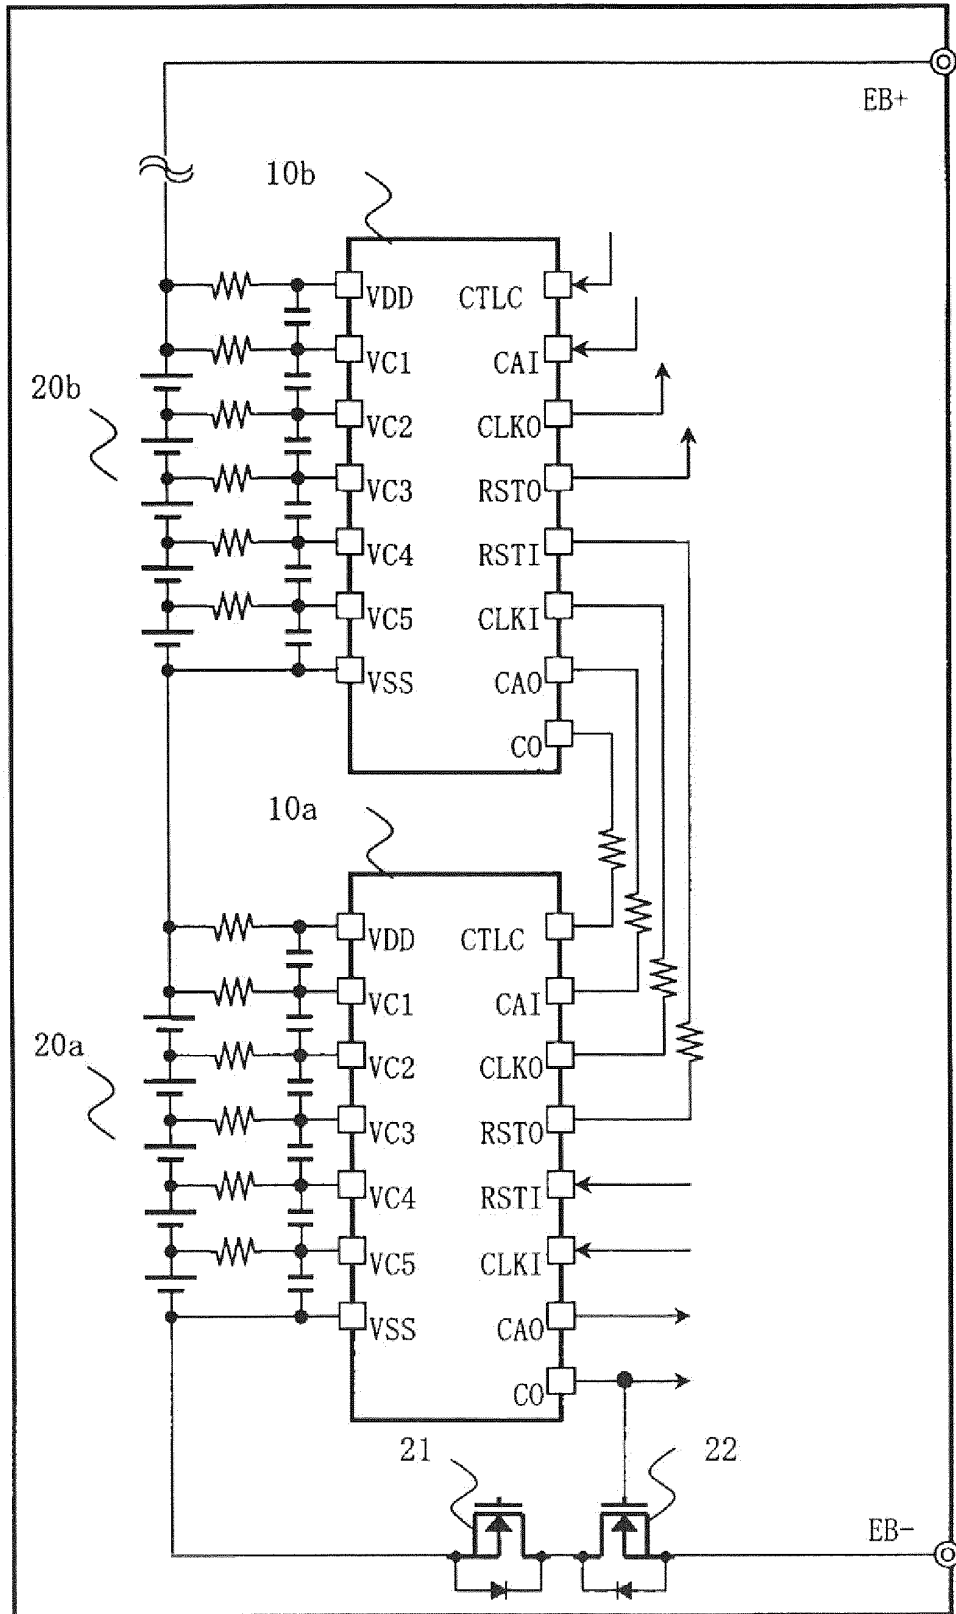 EB+
10b
VDD CTLC
VC1 CAI
20b
VC2 CLKO
VC3 RSTO
VC4 RSTI
VC5 CLKI
VSS CAO
CO
10a
VDD CTLC
VC1 CAI
20a
VC2 CLKO
VC3 RSTO
VC4 RSTI
VC5 CLKI
VSS CAO
CO
21 22
EB-